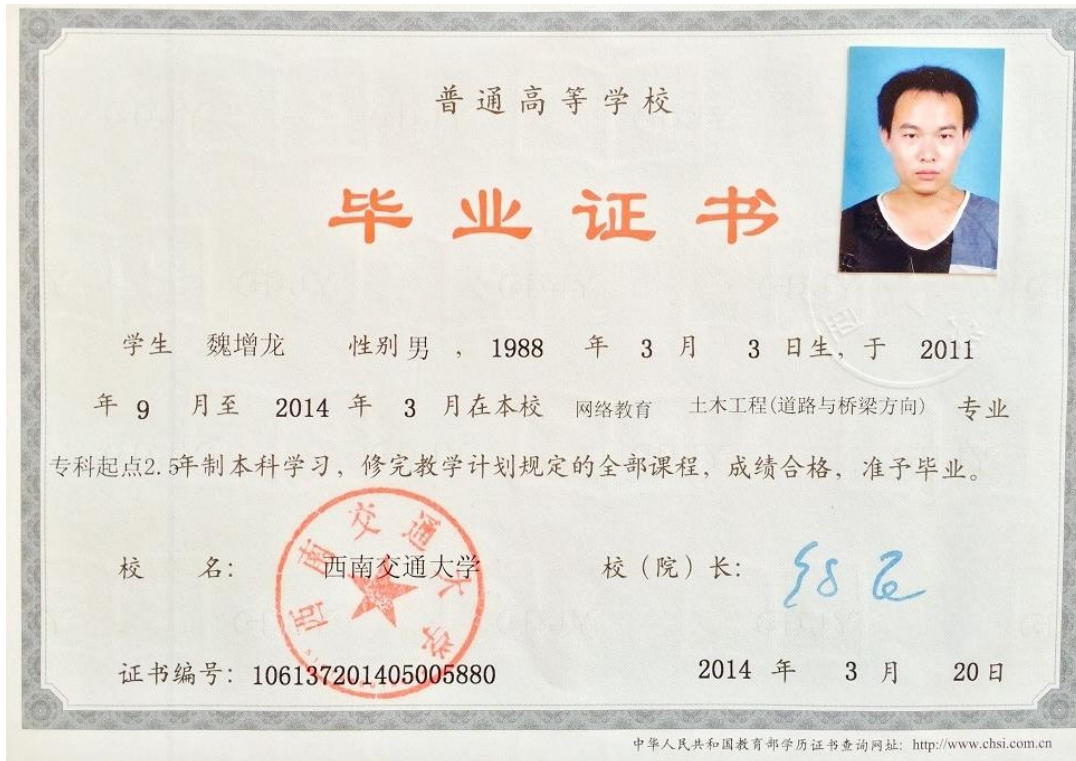 普通高等学校
毕业证书
学生 魏增龙 性别 男 ， 1988 年 3 月 3 日生，于 2011
年 9 月至 2014 年 3 月在本校 网络教育 土木工程(道路与桥梁方向) 专业
专科起点2.5年制本科学习，修完教学计划规定的全部课程，成绩合格，准予毕业。
校 名： 西南交通大学 校（院）长：
西南交通大学
证书编号：106137201405005880 2014 年 3 月 20日
中华人民共和国教育部学历证书查询网址：http://www.chsi.com.cn